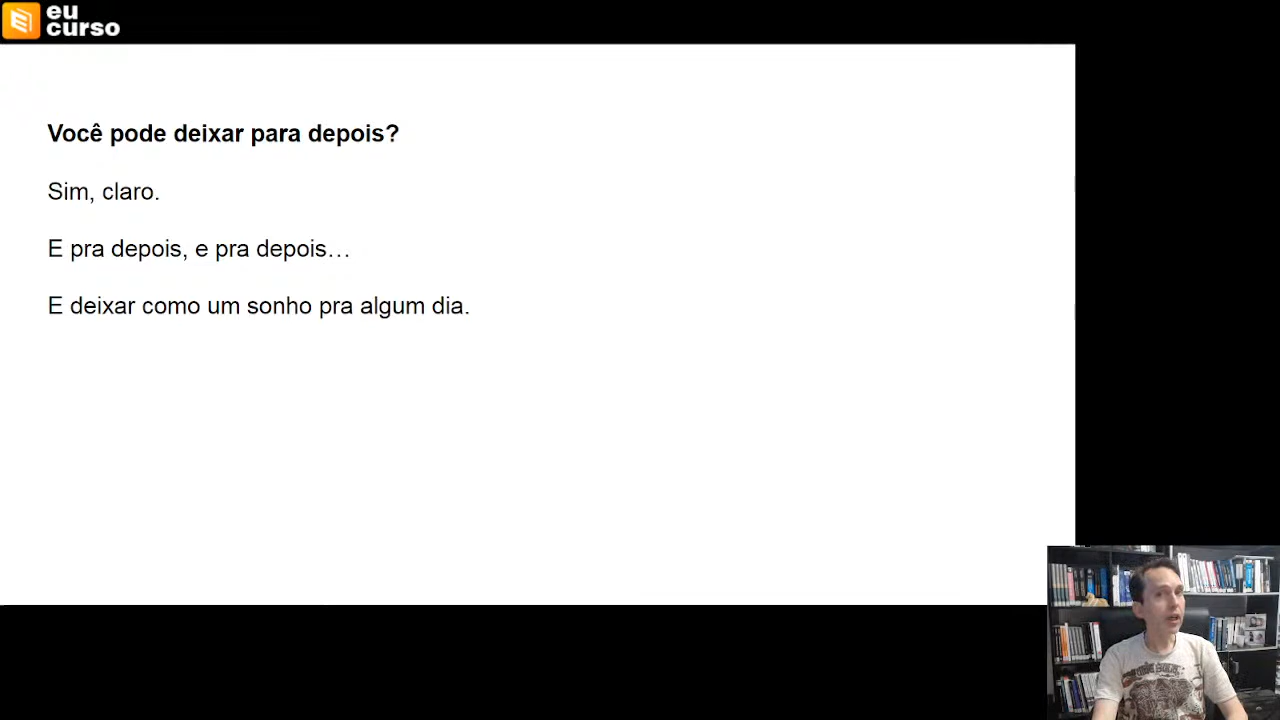 eu
curso
Você pode deixar para depois?
Sim, claro.
E pra depois, e pra depois…
E deixar como um sonho pra algum dia.